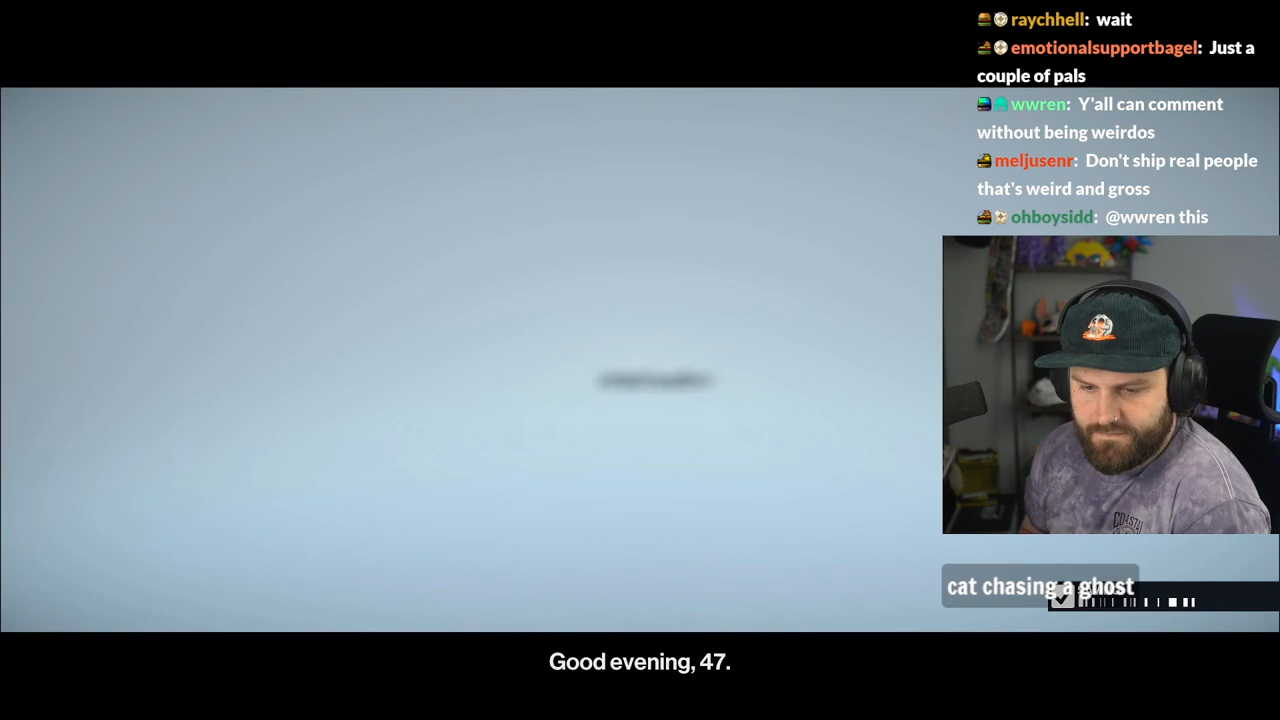 raychhell: wait
emotionalsupportbagel: Just a
couple of pals
wwren: Y'all can comment
without being weirdos
meljusenr: Don't ship real people
that's weird and gross
ohboysidd: @wwren this
cat chasing a ghost
Good evening, 47.